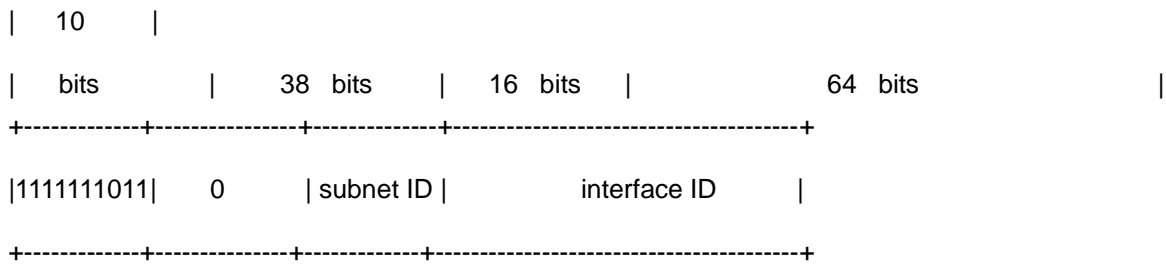 | 10 |
| bits | 38 bits | 16 bits | 64 bits |
+-------------+----------------+--------------+---------------------------------------+
|1111111011| 0 | subnet ID | interface ID |
+-------------+---------------+-------------+-----------------------------------------+